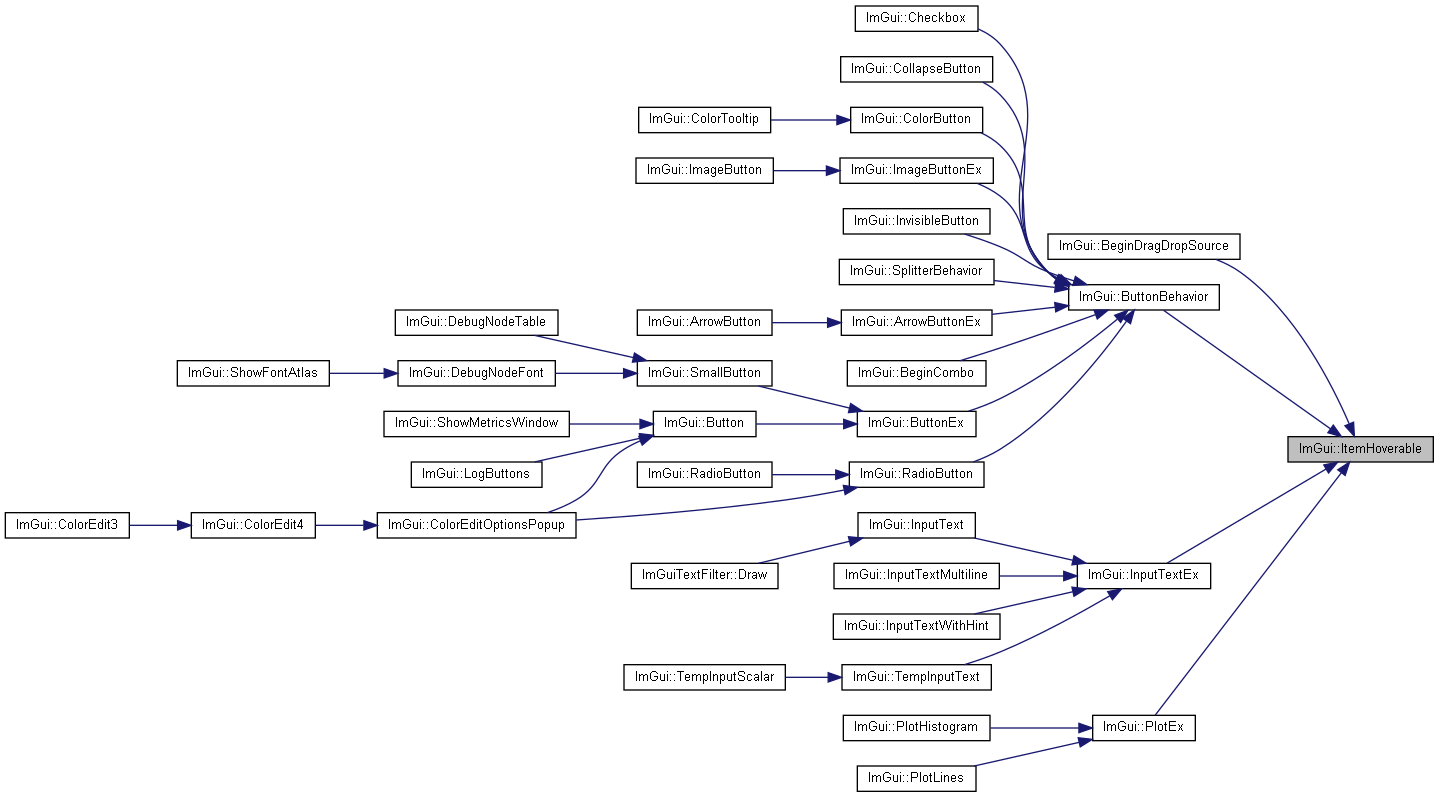 ImGui::Checkbox
ImGui::CollapseButton
ImGui::ColorTooltip
ImGui::ColorButton
ImGui::ImageButton
ImGui::ImageButtonEx
ImGui::InvisibleButton
ImGui::BeginDragDropSource
ImGui::SplitterBehavior
ImGui::ButtonBehavior
ImGui::DebugNodeTable
ImGui::ArrowButton
ImGui::ArrowButtonEx
ImGui::ShowFontAtlas
ImGui::DebugNodeFont
ImGui::SmallButton
ImGui::BeginCombo
ImGui::ShowMetricsWindow
ImGui::Button
ImGui::ButtonEx
ImGui::ItemHoverable
ImGui::LogButtons
ImGui::RadioButton
ImGui::RadioButton
ImGui::ColorEdit3
ImGui::ColorEdit4
ImGui::ColorEditOptionsPopup
ImGui::InputText
ImGuiTextFilter::Draw
ImGui::InputTextMultiline
ImGui::InputTextEx
ImGui::InputTextWithHint
ImGui::TempInputScalar
ImGui::TempInputText
ImGui::PlotHistogram
ImGui::PlotEx
ImGui::PlotLines